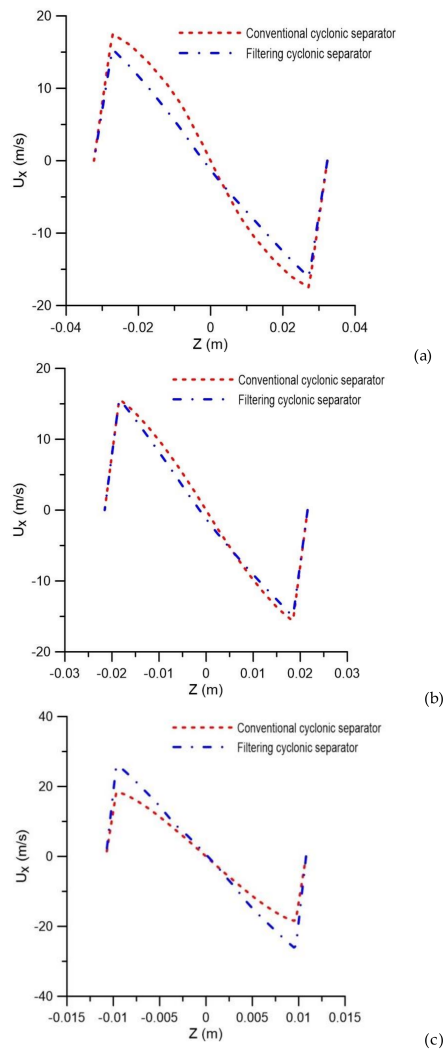 20
10
0
-10
-20
Ux (m/s)
Conventional cyclonic separator
Filtering cyclonic separator
-0.04 -0.02 0 0.02 0.04
Z (m)
(a)
20
10
0
-10
-20
Ux (m/s)
Conventional cyclonic separator
Filtering cyclonic separator
-0.03 -0.02 -0.01 0 0.01 0.02 0.03
Z (m)
(b)
40
20
0
-20
-40
Ux (m/s)
Conventional cyclonic separator
Filtering cyclonic separator
-0.015 -0.01 -0.005 0 0.005 0.01 0.015
Z (m)
(c)